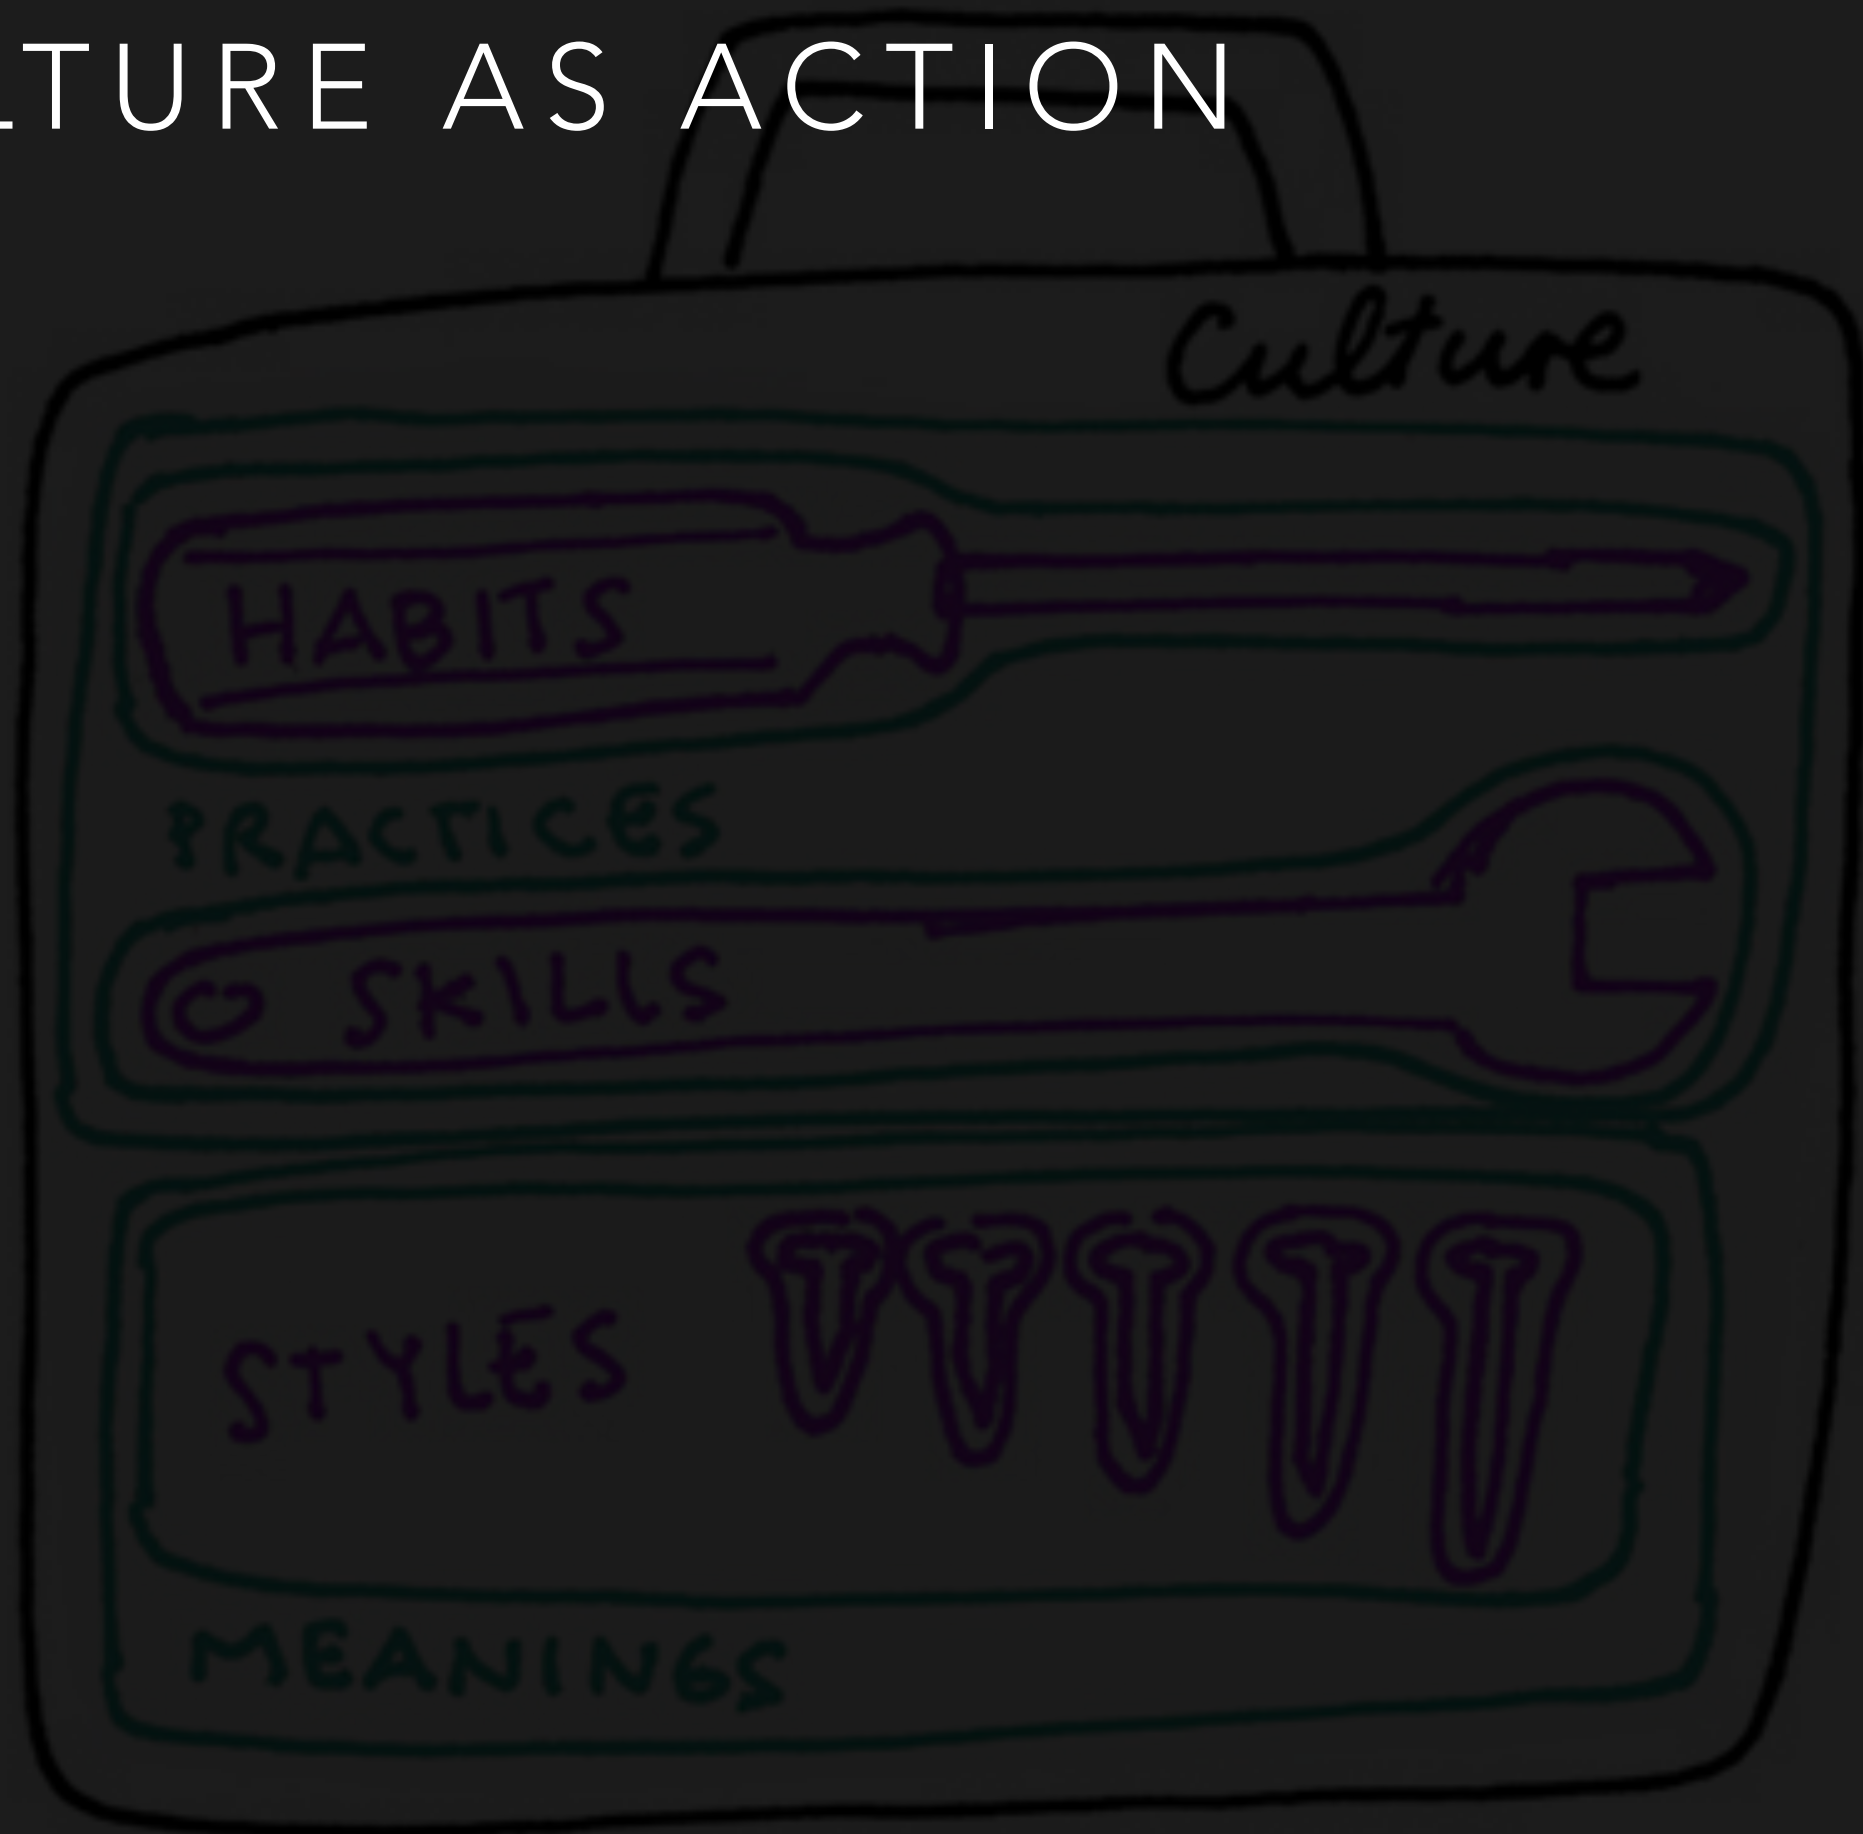 LTURE AS ACTION
Culture
HABITS
PRACTICES
SKILLS
STYLES
MEANINGS